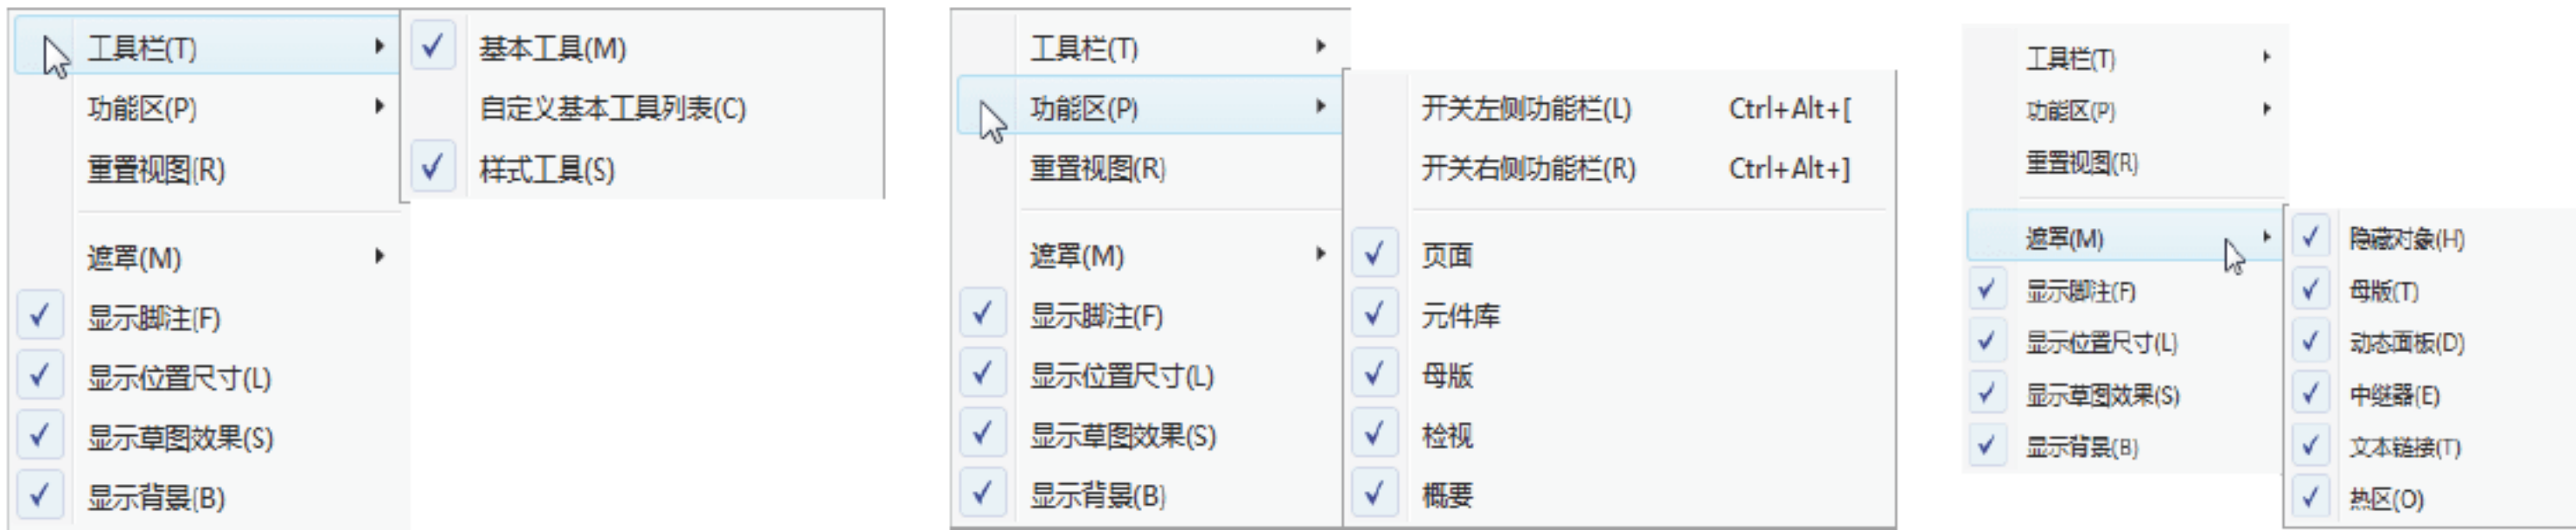 工具栏(T)
功能区(P)
重置视图(R)
遮罩(M)
显示脚注(F)
显示位置尺寸(L)
显示草图效果(S)
显示背景(B)
基本工具(M)
自定义基本工具列表(C)
样式工具(S)
工具栏(T)
功能区(P)
重置视图(R)
遮罩(M)
显示脚注(F)
显示位置尺寸(L)
显示草图效果(S)
显示背景(B)
开关左侧功能栏(L) Ctrl+Alt+[
开关右侧功能栏(R) Ctrl+Alt+]
页面
元件库
母版
检视
概要
工具栏(T)
功能区(P)
重置视图(R)
遮罩(M)
显示脚注(F)
显示位置尺寸(L)
显示草图效果(S)
显示背景(B)
隐藏对象(H)
母版(T)
动态面板(D)
中继器(E)
文本链接(T)
热区(O)